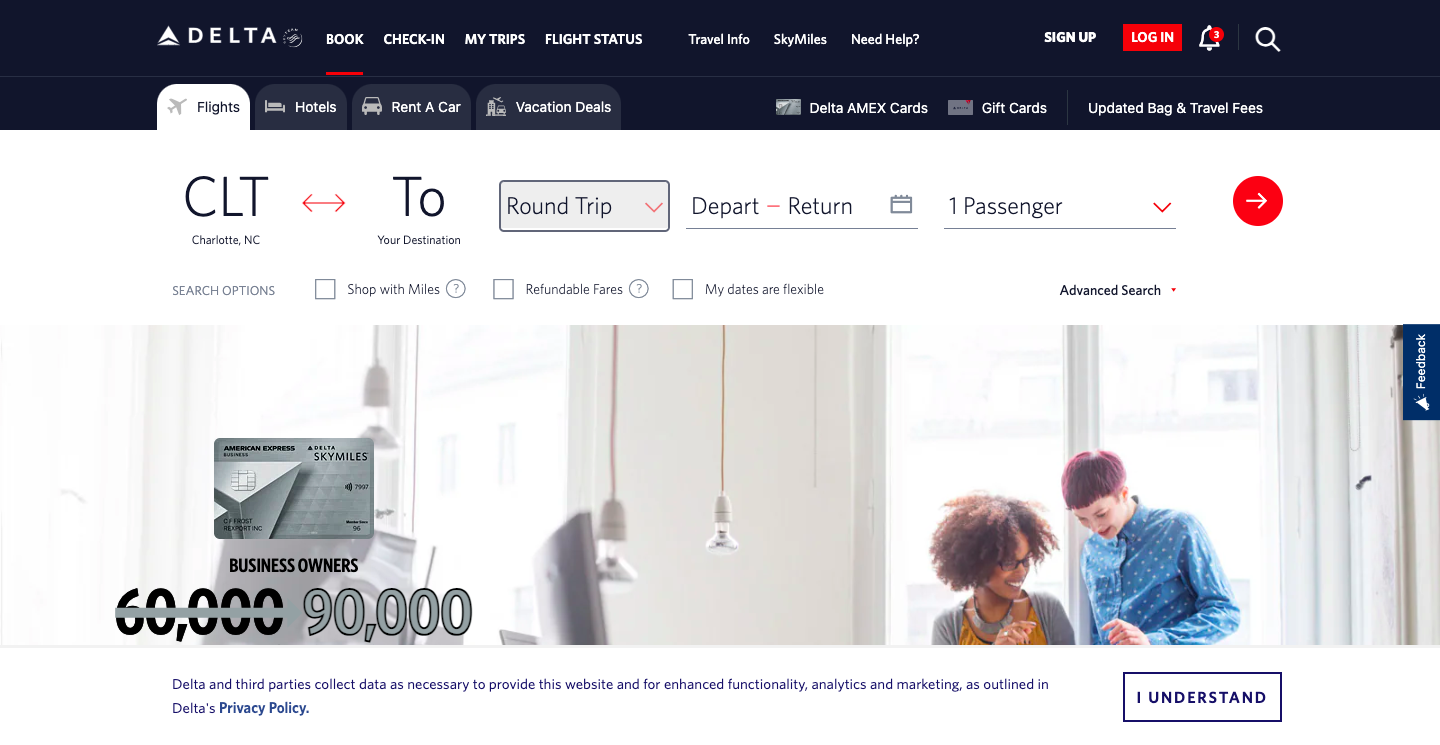 DELTA
BOOK CHECK-IN MY TRIPS FLIGHT STATUS Travel Info SkyMiles Need Help? SIGN UP LOG IN 3
Flights Hotels Rent A Car Vacation Deals Delta AMEX Cards Gift Cards Updated Bag & Travel Fees
CLT To Round Trip Depart – Return 1 Passenger
Charlotte, NC Your Destination
SEARCH OPTIONS Shop with Miles ? Refundable Fares ? My dates are flexible Advanced Search
Feedback
AMERICAN EXPRESS DELTA
BUSINESS SKYMILES
7997
C F FROST Member Since
REXPORT INC 96
BUSINESS OWNERS
60,000 90,000
Delta and third parties collect data as necessary to provide this website and for enhanced functionality, analytics and marketing, as outlined in
Delta's Privacy Policy.
I UNDERSTAND